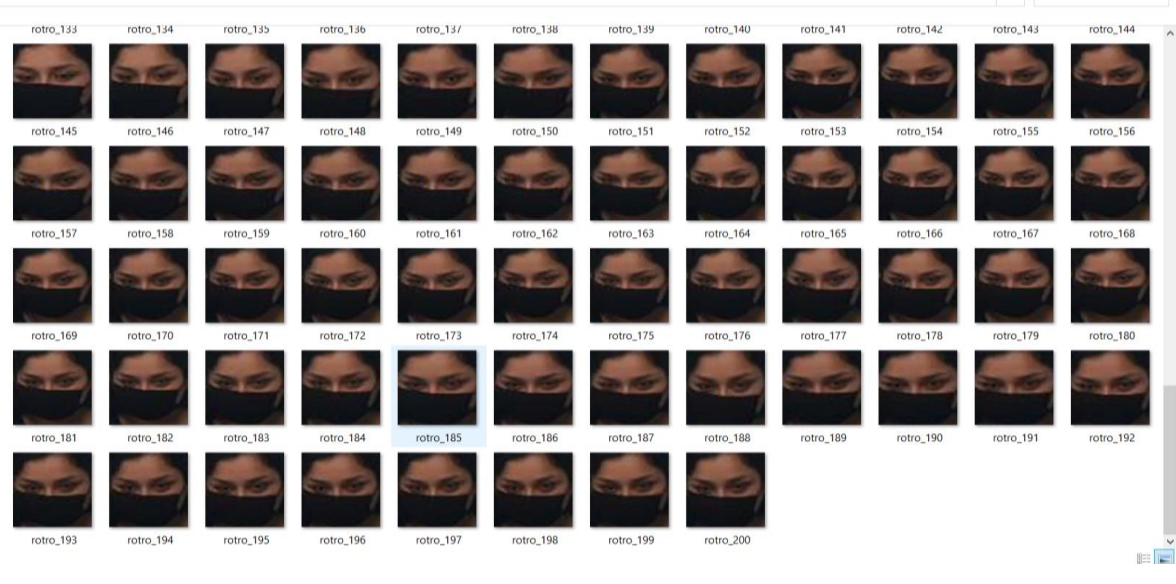 rotro_133 rotro_134 rotro_135 rotro_136 rotro_137 rotro_138 rotro_139 rotro_140 rotro_141 rotro_142 rotro_143 rotro_144
rotro_145 rotro_146 rotro_147 rotro_148 rotro_149 rotro_150 rotro_151 rotro_152 rotro_153 rotro_154 rotro_155 rotro_156
rotro_157 rotro_158 rotro_159 rotro_160 rotro_161 rotro_162 rotro_163 rotro_164 rotro_165 rotro_166 rotro_167 rotro_168
rotro_169 rotro_170 rotro_171 rotro_172 rotro_173 rotro_174 rotro_175 rotro_176 rotro_177 rotro_178 rotro_179 rotro_180
rotro_181 rotro_182 rotro_183 rotro_184 rotro_185 rotro_186 rotro_187 rotro_188 rotro_189 rotro_190 rotro_191 rotro_192
rotro_193 rotro_194 rotro_195 rotro_196 rotro_197 rotro_198 rotro_199 rotro_200